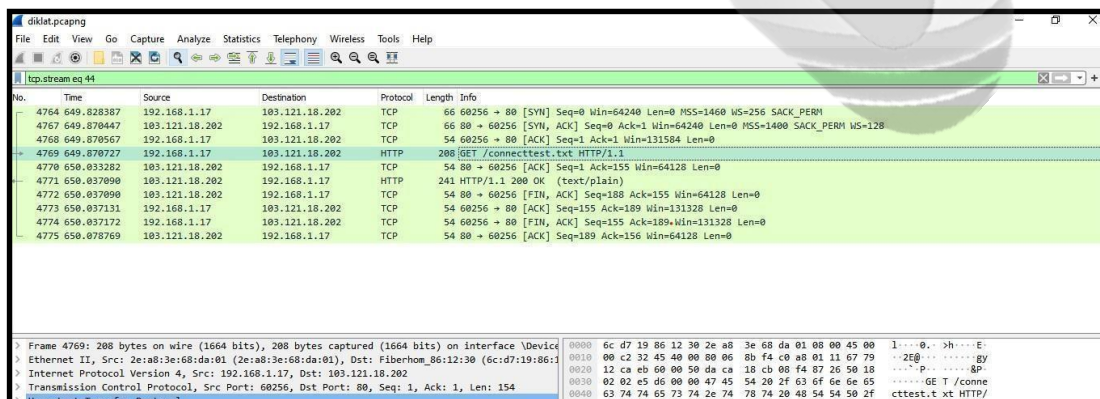 diklat.pcapng
File Edit View Go Capture Analyze Statistics Telephony Wireless Tools Help
tcp.stream eq 44
No. Time Source Destination Protocol Length Info
4764 649.828387 192.168.1.17 103.121.18.202 TCP 66 60256 → 80 [SYN] Seq=0 Win=64240 Len=0 MSS=1460 WS=256 SACK_PERM
4767 649.870447 103.121.18.202 192.168.1.17 TCP 66 80 → 60256 [SYN, ACK] Seq=0 Ack=1 Win=64240 Len=0 MSS=1400 SACK_PERM WS=128
4768 649.870567 192.168.1.17 103.121.18.202 TCP 54 60256 → 80 [ACK] Seq=1 Ack=1 Win=131584 Len=0
4769 649.870727 192.168.1.17 103.121.18.202 HTTP 208 GET /connecttest.txt HTTP/1.1
4770 650.033282 103.121.18.202 192.168.1.17 TCP 54 80 → 60256 [ACK] Seq=1 Ack=155 Win=64128 Len=0
4771 650.037090 103.121.18.202 192.168.1.17 HTTP 241 HTTP/1.1 200 OK (text/plain)
4772 650.037090 103.121.18.202 192.168.1.17 TCP 54 80 → 60256 [FIN, ACK] Seq=188 Ack=155 Win=64128 Len=0
4773 650.037131 192.168.1.17 103.121.18.202 TCP 54 60256 → 80 [ACK] Seq=155 Ack=189 Win=131328 Len=0
4774 650.037172 192.168.1.17 103.121.18.202 TCP 54 60256 → 80 [FIN, ACK] Seq=155 Ack=189 Win=131328 Len=0
4775 650.078769 103.121.18.202 192.168.1.17 TCP 54 80 → 60256 [ACK] Seq=189 Ack=156 Win=64128 Len=0
Frame 4769: 208 bytes on wire (1664 bits), 208 bytes captured (1664 bits) on interface \Device
Ethernet II, Src: 2e:a8:3e:68:da:01 (2e:a8:3e:68:da:01), Dst: Fiberhom_86:12:30 (6c:d7:19:86:1
Internet Protocol Version 4, Src: 192.168.1.17, Dst: 103.121.18.202
Transmission Control Protocol, Src Port: 60256, Dst Port: 80, Seq: 1, Ack: 1, Len: 154
0000 6c d7 19 86 12 30 2e a8 3e 68 da 01 08 00 45 00 l····0.· >h····E·
0010 00 c2 32 45 40 00 80 06 8b f4 c0 a8 01 11 67 79 ··2E@··· ······gy
0020 12 ca eb 60 00 50 da ca 18 cb 08 f4 87 26 50 18 ···`·P·· ·····&P·
0030 02 02 e5 d6 00 00 47 45 54 20 2f 63 6f 6e 6e 65 ······GE T /conne
0040 63 74 74 65 73 74 2e 74 78 74 20 48 54 54 50 2f cttest.t xt HTTP/